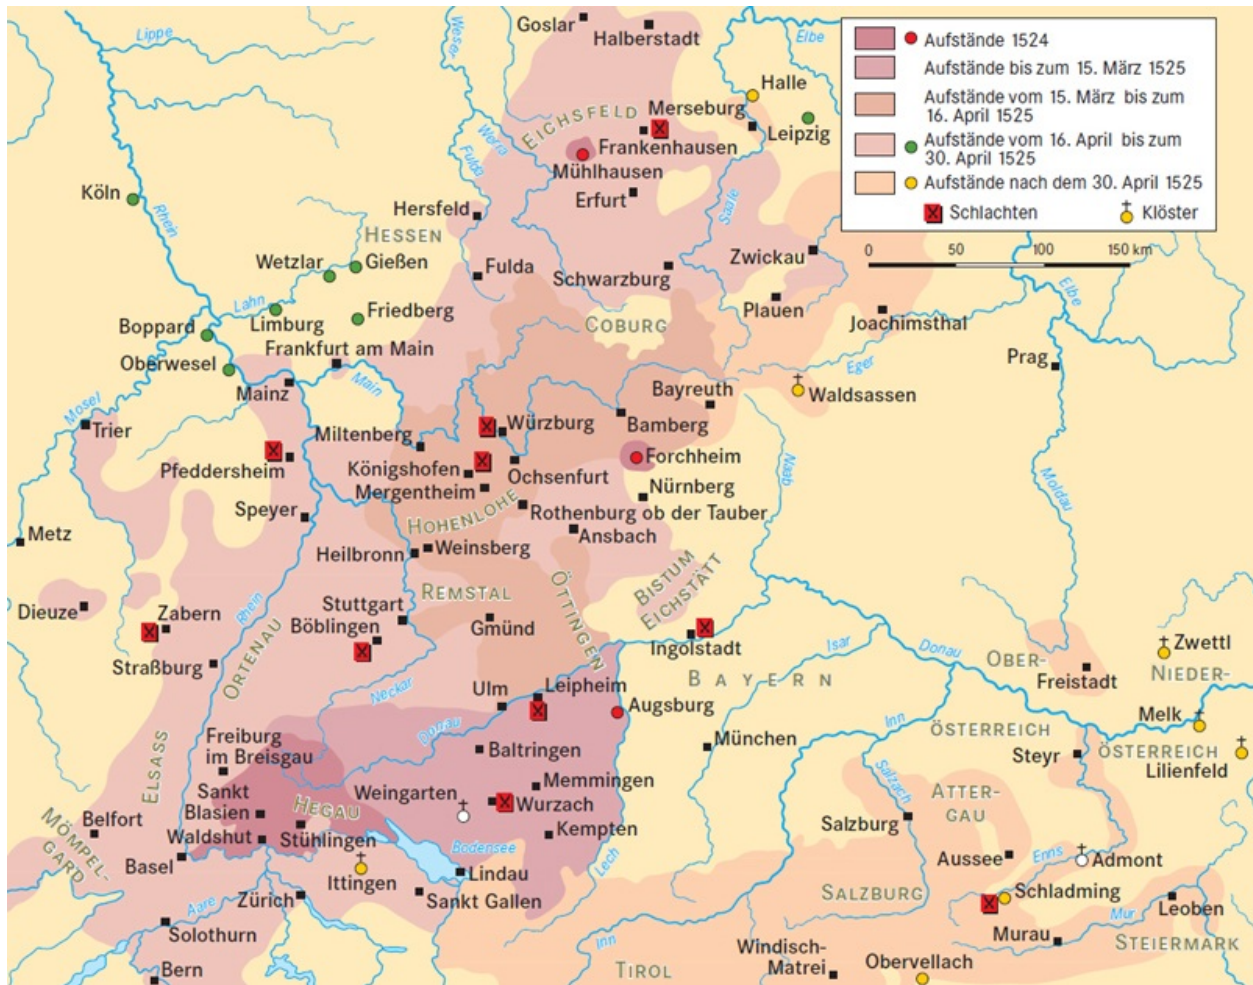 Goslar
Halberstadt
Weser
Lippe
Elbe
Aufstände 1524
Aufstände bis zum 15. März 1525
Aufstände vom 15. März bis zum
16. April 1525
Aufstände vom 16. April bis zum
30. April 1525
Aufstände nach dem 30. April 1525
Schlachten
Klöster
0 50 100 150 km
Halle
Merseburg
Leipzig
EICHSFELD
Frankenhausen
Mühlhausen
Erfurt
Werra
Fulda
Saale
Köln
Rhein
Hersfeld
HESSEN
Wetzlar
Gießen
Fulda
Schwarzburg
Zwickau
Plauen
Joachimsthal
Elbe
Lahn
Limburg
Friedberg
Boppard
Oberwesel
Frankfurt am Main
Mainz
Main
COBURG
Eger
Prag
Bayreuth
Waldsassen
Mosel
Trier
Miltenberg
Würzburg
Bamberg
Pfeddersheim
Königshofen
Ochsenfurt
Forchheim
Mergentheim
Nürnberg
Naab
Moldau
Speyer
HOHENLOHE
Rothenburg ob der Tauber
Ansbach
Metz
Heilbronn
Weinsberg
BISTUM
EICHSTÄTT
Dieuze
Zabern
Rhein
Stuttgart
REMSTAL
ÖTTINGEN
Böblingen
Gmünd
Ingolstadt
Straßburg
ORTENAU
Isar
Donau
Zwettl
OBER-
Freistadt
NIEDER-
BAYERN
Neckar
Ulm
Leipheim
Augsburg
Inn
Melk
Donau
Freiburg
im Breisgau
Baltringen
München
ÖSTERREICH
Steyr
ÖSTERREICH
Lilienfeld
ELSASS
Salzach
Memmingen
Sankt
Blasien
HEGAU
Weingarten
Wurzach
ATTER-
GAU
Belfort
MÖMPEL-
GARD
Waldshut
Stühlingen
Kempten
Salzburg
Basel
Bodensee
Lech
Aussee
Enns
Admont
Ittingen
Lindau
SALZBURG
Schladming
Aare
Zürich
Sankt Gallen
Leoben
Mur
Solothurn
Inn
Murau
STEIERMARK
Windisch-
Matrei
Obervellach
Bern
TIROL